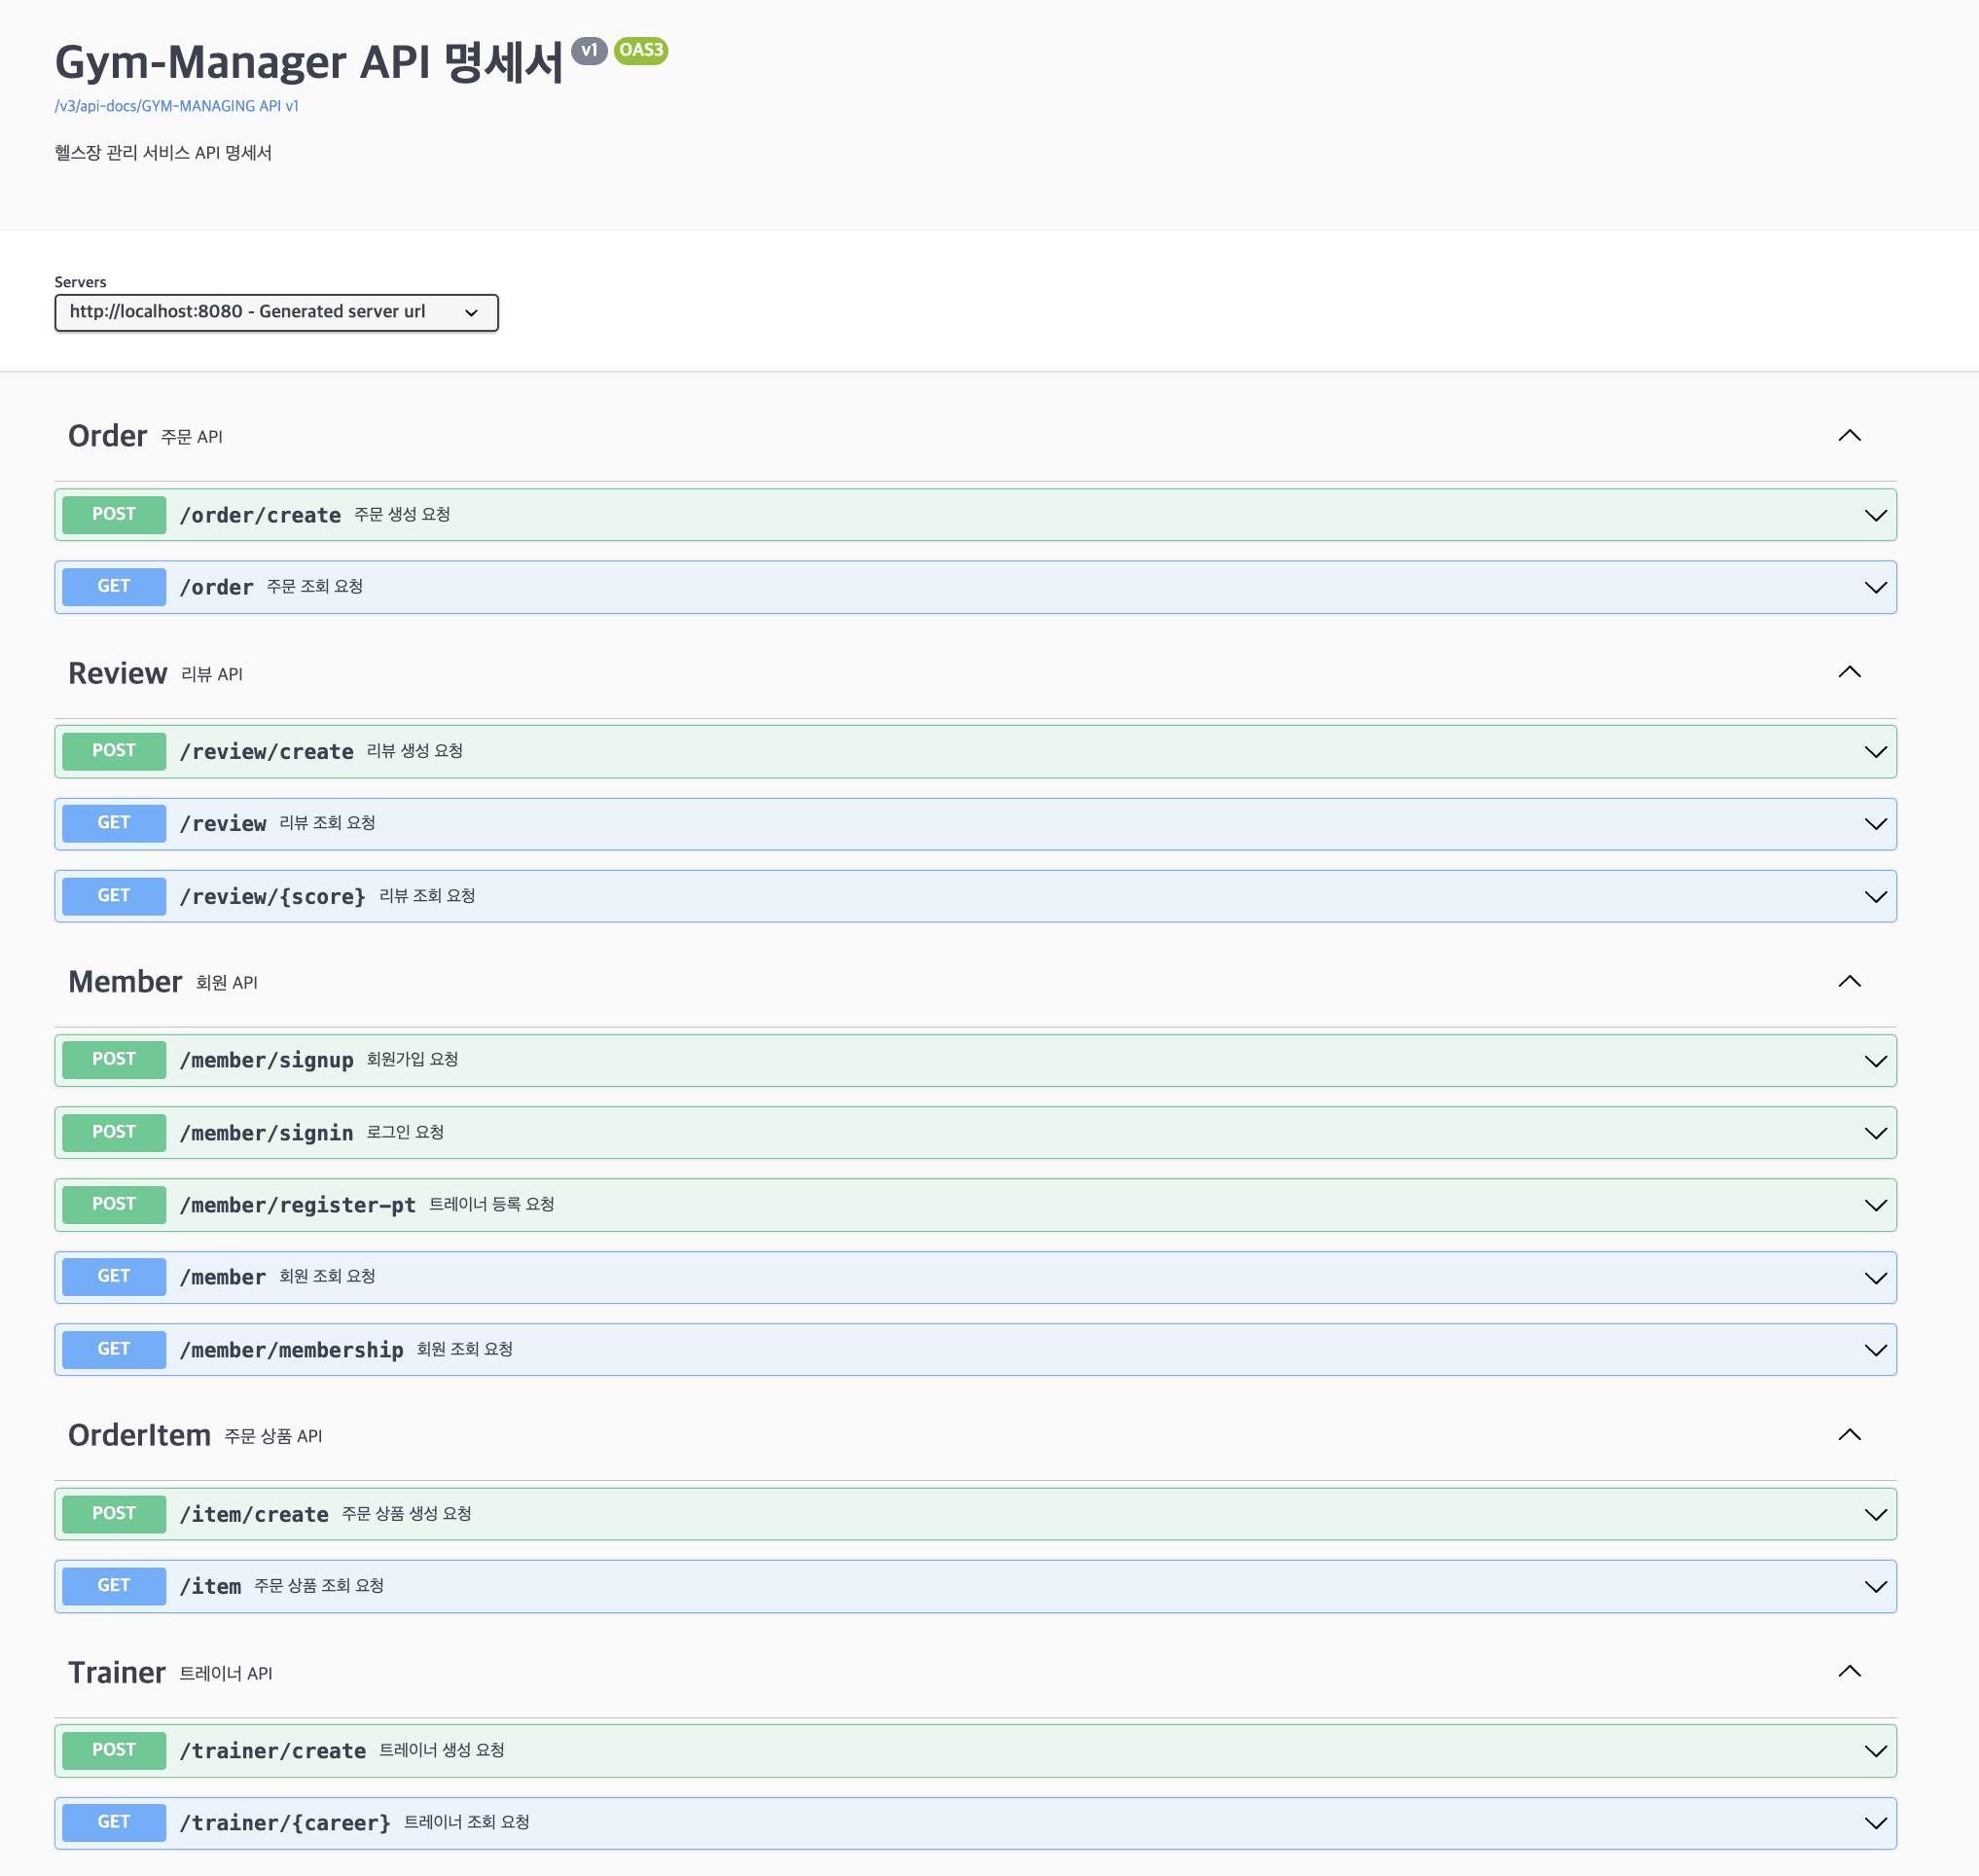 Gym-Manager API 명세서 v1 OAS3
/v3/api-docs/GYM-MANAGING API v1
헬스장 관리 서비스 API 명세서
Servers
http://localhost:8080 - Generated server url
Order 주문 API
POST /order/create 주문 생성 요청
GET /order 주문 조회 요청
Review 리뷰 API
POST /review/create 리뷰 생성 요청
GET /review 리뷰 조회 요청
GET /review/{score} 리뷰 조회 요청
Member 회원 API
POST /member/signup 회원가입 요청
POST /member/signin 로그인 요청
POST /member/register-pt 트레이너 등록 요청
GET /member 회원 조회 요청
GET /member/membership 회원 조회 요청
OrderItem 주문 상품 API
POST /item/create 주문 상품 생성 요청
GET /item 주문 상품 조회 요청
Trainer 트레이너 API
POST /trainer/create 트레이너 생성 요청
GET /trainer/{career} 트레이너 조회 요청